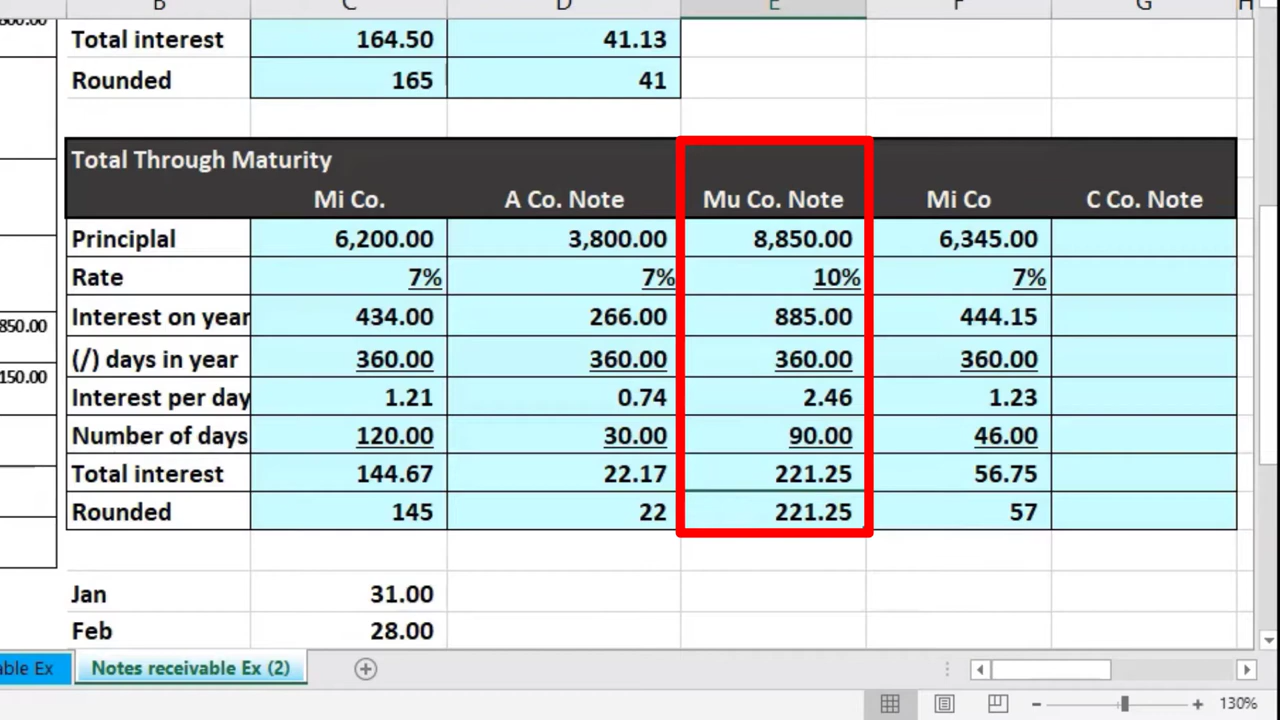 B C D E F G H
Total interest 164.50 41.13
Rounded 165 41
Total Through Maturity
Mi Co. A Co. Note Mu Co. Note Mi Co C Co. Note
Principlal 6,200.00 3,800.00 8,850.00 6,345.00
Rate 7% 7% 10% 7%
Interest on year 434.00 266.00 885.00 444.15
850.00
(/) days in year 360.00 360.00 360.00 360.00
150.00
Interest per day 1.21 0.74 2.46 1.23
Number of days 120.00 30.00 90.00 46.00
Total interest 144.67 22.17 221.25 56.75
Rounded 145 22 221.25 57
Jan 31.00
Feb 28.00
able Ex Notes receivable Ex (2)
130%